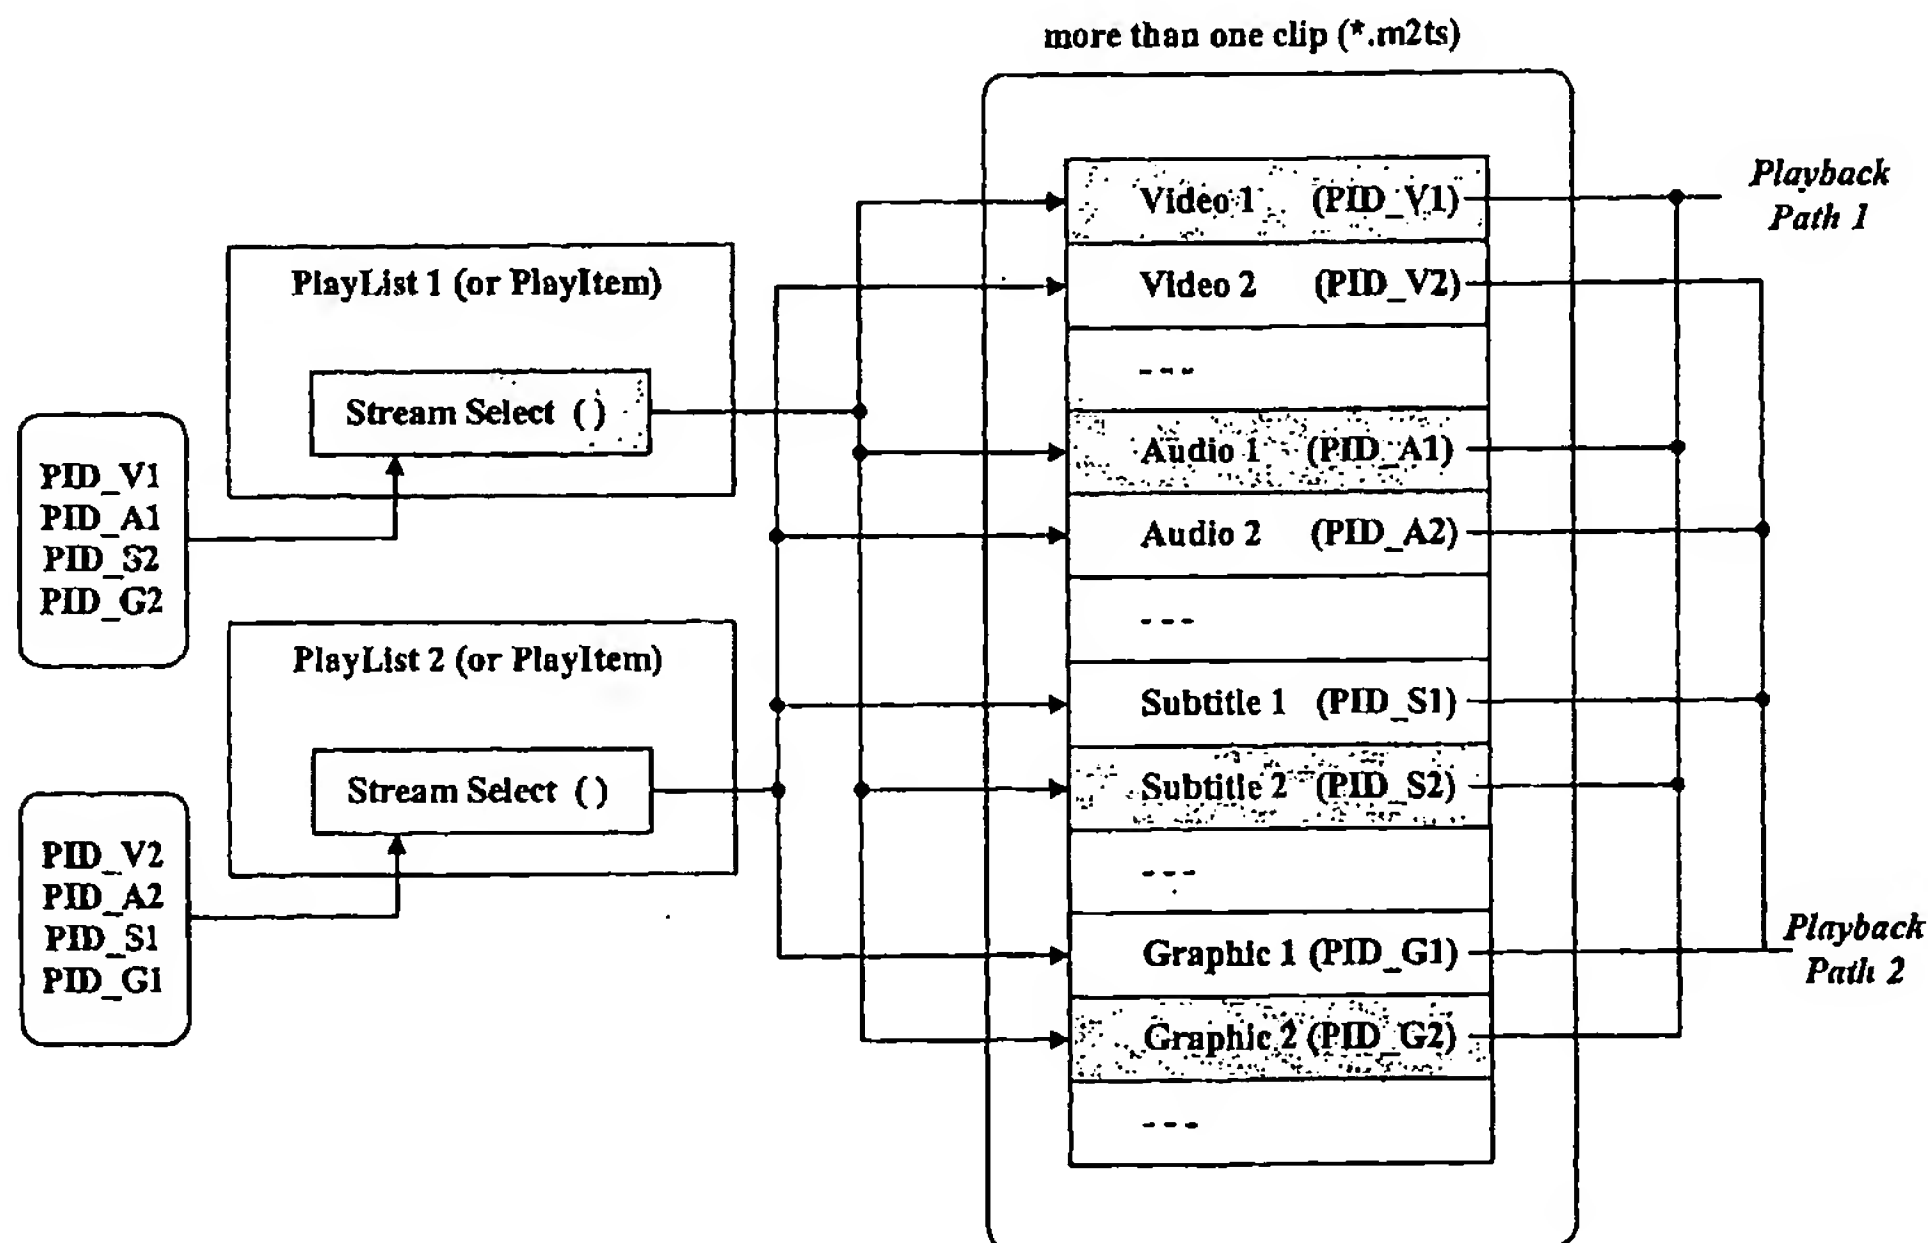 more than one clip (*.m2ts)
PlayList 1 (or PlayItem)
Stream Select ( )
PID_V1
PID_A1
PID_S2
PID_G2
PlayList 2 (or PlayItem)
Stream Select ( )
PID_V2
PID_A2
PID_S1
PID_G1
Video 1 (PID_V1)
Video 2 (PID_V2)
---
Audio 1 (PID_A1)
Audio 2 (PID_A2)
---
Subtitle 1 (PID_S1)
Subtitle 2 (PID_S2)
---
Graphic 1 (PID_G1)
Graphic 2 (PID_G2)
---
Playback
Path 1
Playback
Path 2